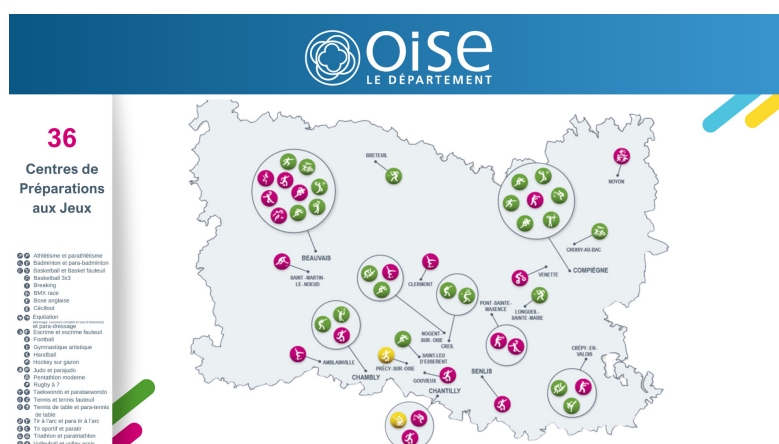 Oise
LE DÉPARTEMENT
36
Centres de
Préparations
aux Jeux
Athlétisme et parathlétisme
Badminton et para-badminton
Basketball et Basket fauteuil
Basketball 3x3
Breaking
BMX race
Boxe anglaise
Cécifoot
Equitation
et para-dressage
Escrime et escrime fauteuil
Football
Gymnastique artistique
Handball
Hockey sur gazon
Judo et parajudo
Pentathlon moderne
Rugby à 7
Taekwondo et parataekwondo
Tennis et tennis fauteuil
Tennis de table et para-tennis
de table
Tir à l'arc et para tir à l'arc
Tir sportif et paratir
Triathlon et paratriathlon
BRETEUIL
NOYON
BEAUVAIS
CHOISY-AU-BAC
COMPIÈGNE
SAINT-MARTIN-
LE-NOEUD
CLERMONT
VENETTE
PONT-SAINTE-
MAXENCE
LONGUEIL-
SAINTE-MARIE
NOGENT-
SUR-OISE
CREIL
AMBLAINVILLE
SAINT-LEU
D'ESSERENT
PRÉCY-SUR-OISE
CHAMBLY
GOUVIEUX
CHANTILLY
SENLIS
CRÉPY-EN-
VALOIS